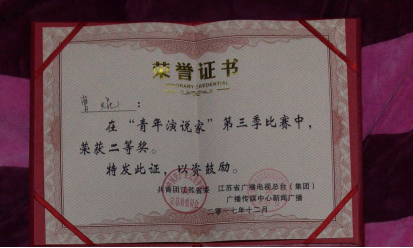 荣誉证书
HONORARY CREDENTIAL
曹
:
在“青年演说家”第三季比赛中,
荣获二等奖。
特发此证,以资鼓励。
共青团江苏省委 江苏省广播电视总台(集团)
广播传媒中心新闻广播
二〇一七年十二月